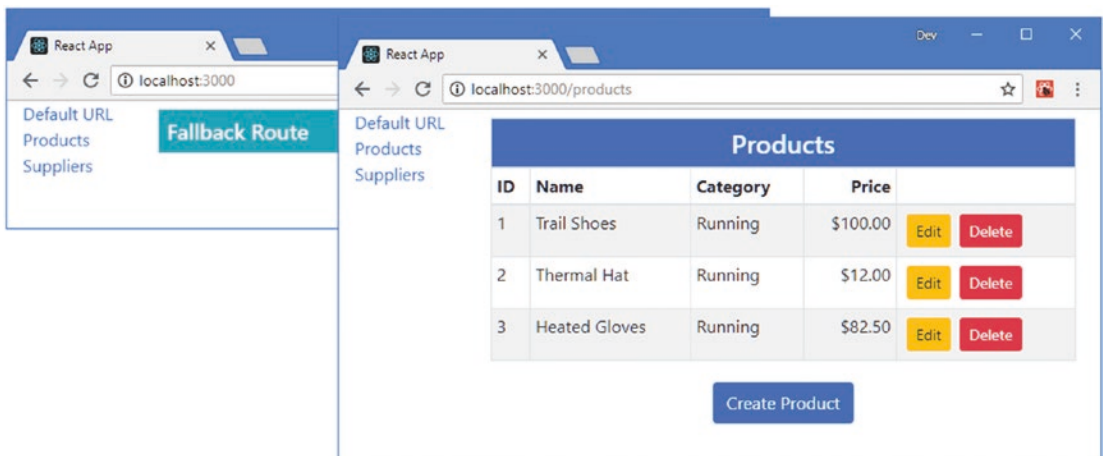 React App
localhost:3000
Default URL
Products
Suppliers
Fallback Route
Dev
React App
localhost:3000/products
Default URL
Products
Suppliers
Products
ID Name Category Price
1 Trail Shoes Running $100.00 Edit Delete
2 Thermal Hat Running $12.00 Edit Delete
3 Heated Gloves Running $82.50 Edit Delete
Create Product